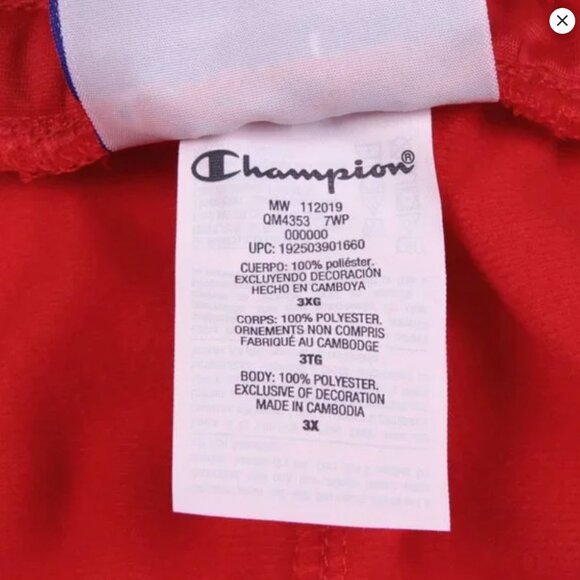 Champion®
MW 112019
QM4353 7WP
000000
UPC: 192503901660
CUERPO: 100% poliéster.
EXCLUYENDO DECORACIÓN
HECHO EN CAMBOYA
3XG
CORPS: 100% POLYESTER.
ORNEMENTS NON COMPRIS
FABRIQUÉ AU CAMBODGE
3TG
BODY: 100% POLYESTER.
EXCLUSIVE OF DECORATION
MADE IN CAMBODIA
3X